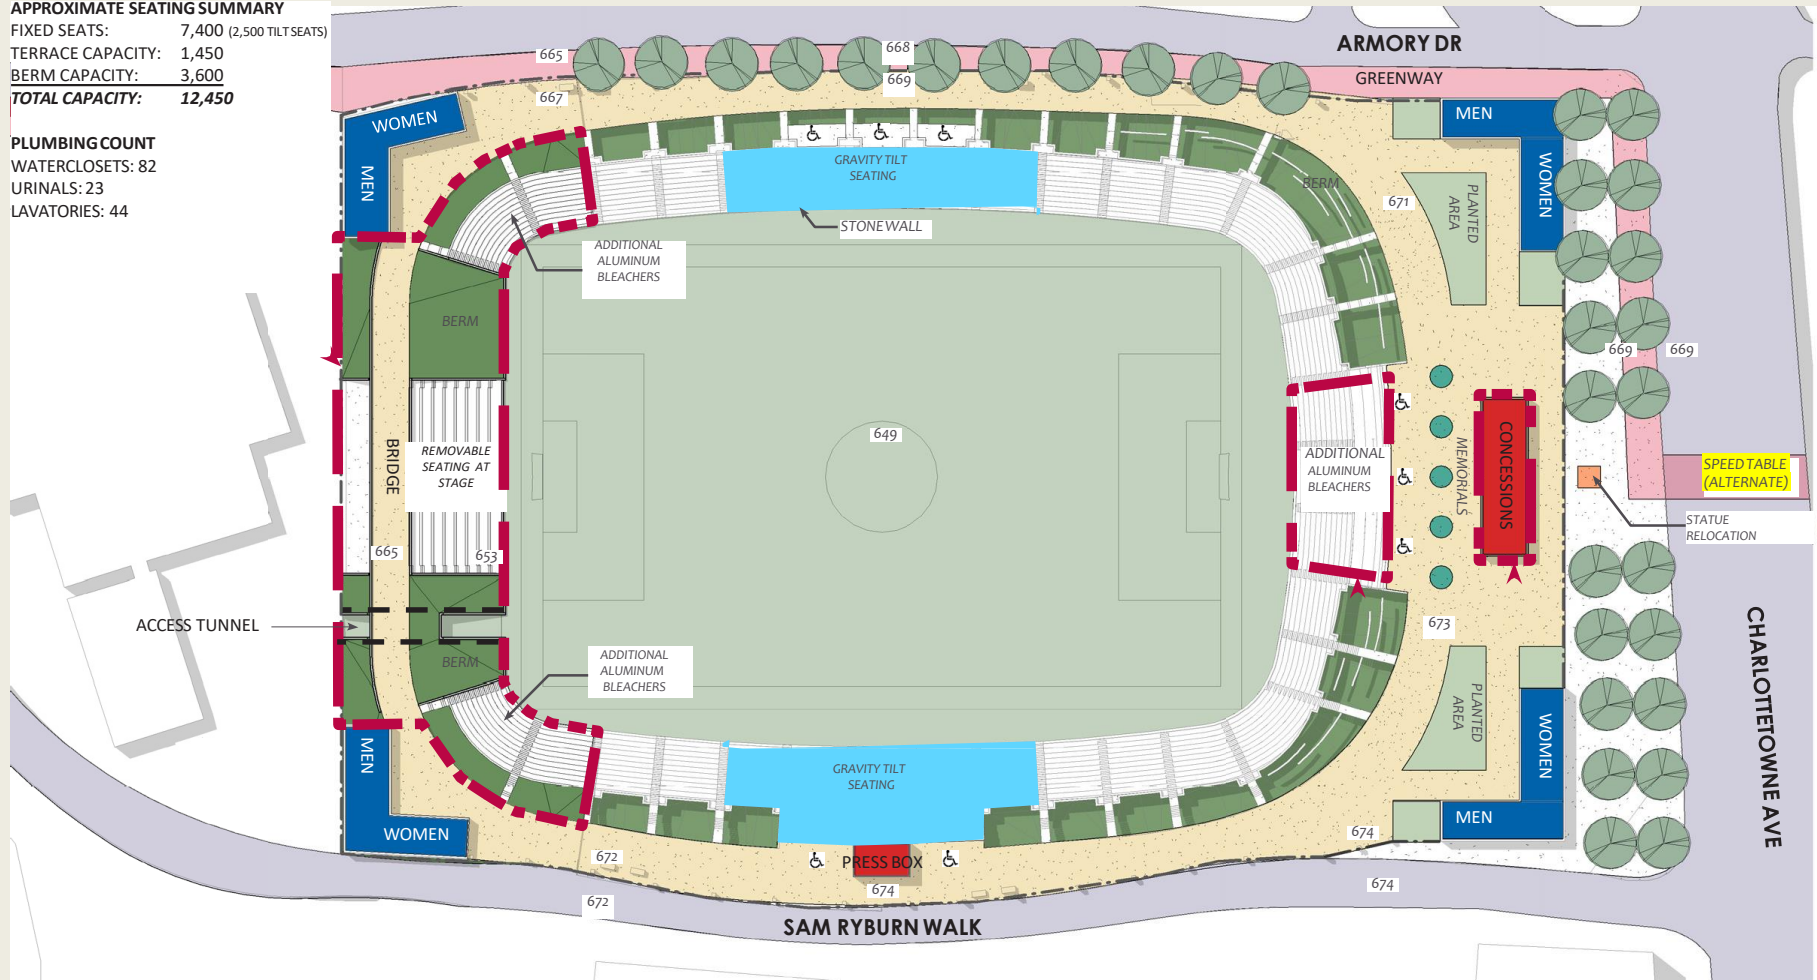 APPROXIMATE SEATING SUMMARY
FIXED SEATS: 7,400 (2,500 TILT SEATS)
TERRACE CAPACITY: 1,450
BERM CAPACITY: 3,600
TOTAL CAPACITY: 12,450
PLUMBING COUNT
WATERCLOSETS: 82
URINALS: 23
LAVATORIES: 44
ARMORY DR
GREENWAY
665
668
669
667
WOMEN
MEN
MEN
WOMEN
GRAVITY TILT
SEATING
STONE WALL
BERM
671
PLANTED
AREA
ADDITIONAL
ALUMINUM
BLEACHERS
BERM
669
669
BRIDGE
REMOVABLE
SEATING AT
STAGE
649
ADDITIONAL
ALUMINUM
BLEACHERS
MEMORIALS
CONCESSIONS
SPEED TABLE
(ALTERNATE)
STATUE
RELOCATION
665
653
ACCESS TUNNEL
673
BERM
ADDITIONAL
ALUMINUM
BLEACHERS
PLANTED
AREA
CHARLOTTETOWNE AVE
MEN
WOMEN
GRAVITY TILT
SEATING
WOMEN
MEN
674
672
PRESS BOX
674
674
672
SAM RYBURN WALK